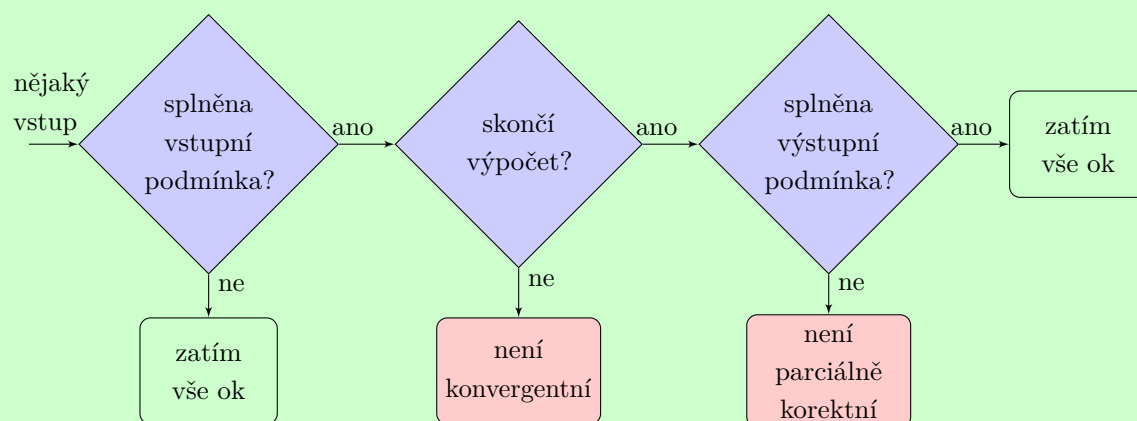 nějaký
vstup
splněna
vstupní
podmínka?
ano
skončí
výpočet?
ano
splněna
výstupní
podmínka?
ano
zatím
vše ok
ne
zatím
vše ok
ne
není
konvergentní
ne
není
parciálně
korektní